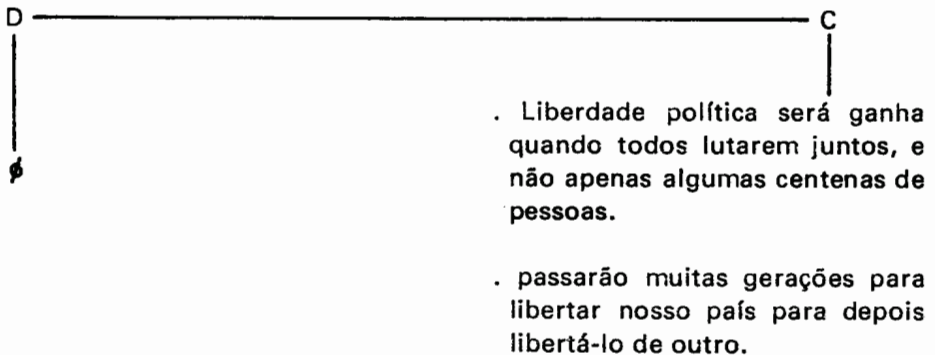 D C
ø
. Liberdade política será ganha
quando todos lutarem juntos, e
não apenas algumas centenas de
pessoas.
. passarão muitas gerações para
libertar nosso país para depois
libertá-lo de outro.